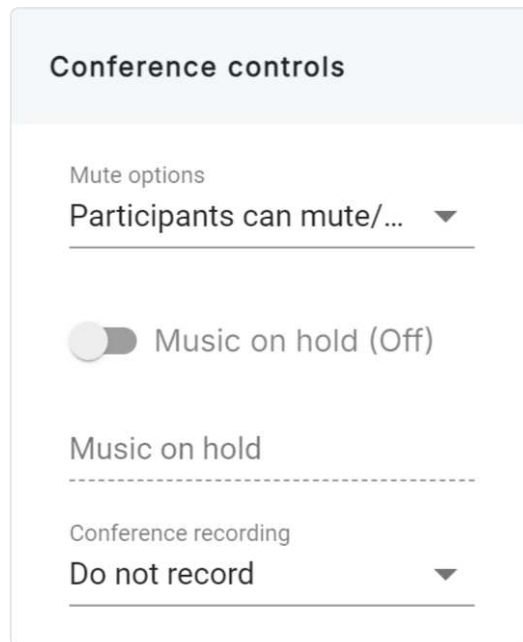 Conference controls
Mute options
Participants can mute/...
Music on hold (Off)
Music on hold
Conference recording
Do not record